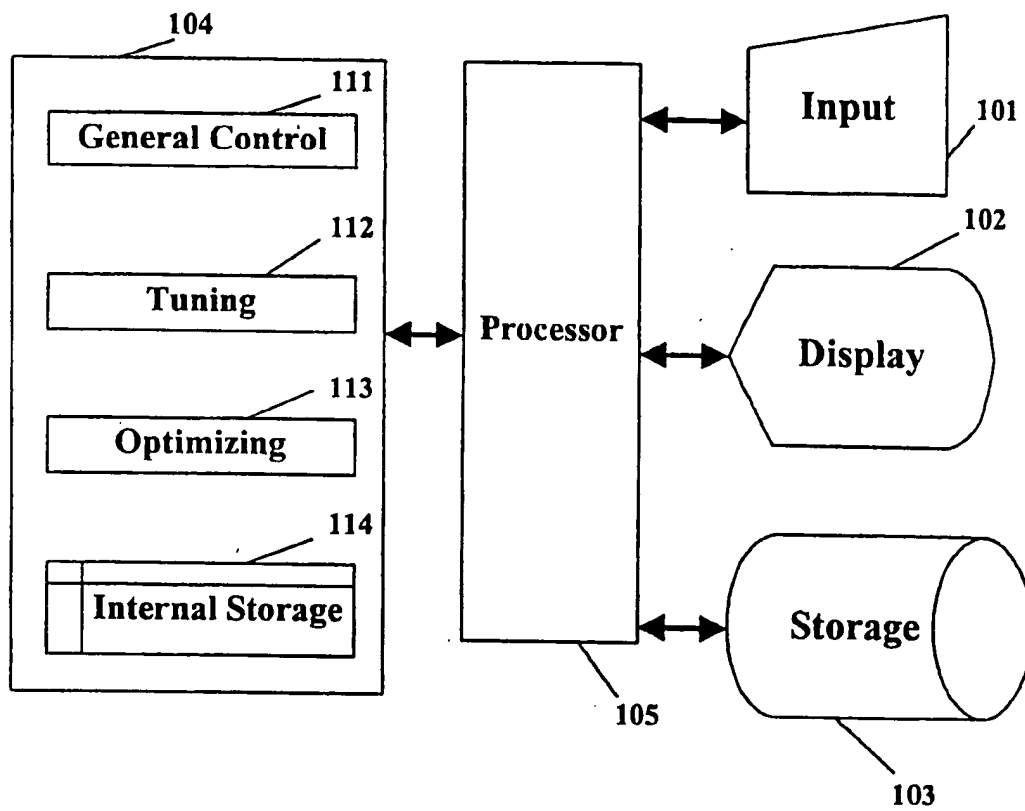 104
111
General Control
112
Tuning
113
Optimizing
114
Internal Storage
Processor
105
Input
101
102
Display
Storage
103